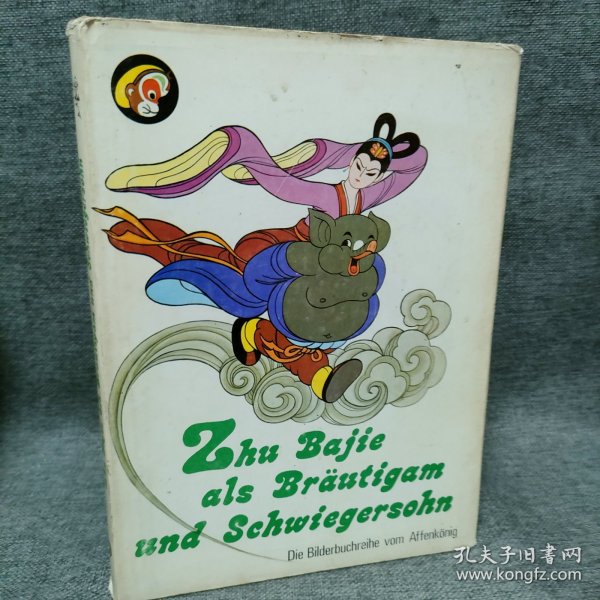 Zhu Bajie
als Bräutigam
und Schwiegersohn
Die Bilderbuchreihe vom Affenkönig
孔夫子旧书网
www.kongfz.com